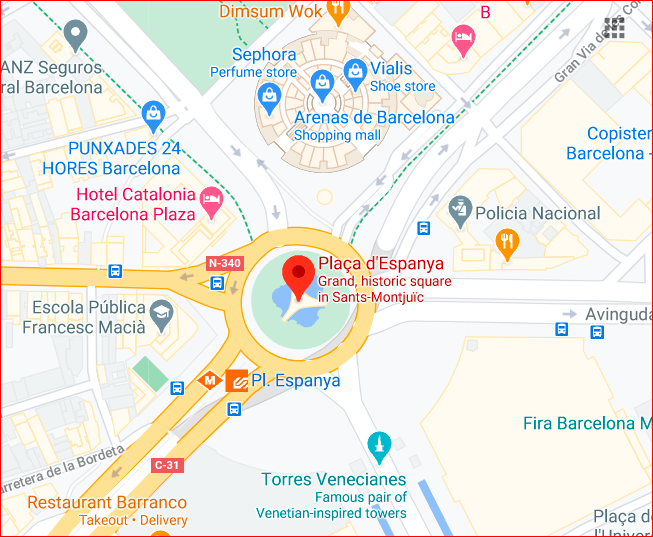 Dimsum Wok
B
Gran Via de
Co
ANZ Seguros
ral Barcelona
Sephora
Perfume store
Vialis
Shoe store
Arenas de Barcelona
Shopping mall
PUNXADES 24
HORES Barcelona
Copister
Barcelona -
Hotel Catalonia
Barcelona Plaza
Policia Nacional
N-340
Plaça d'Espanya
Grand, historic square
in Sants-Montjuïc
Escola Pública
Francesc Macià
Avinguda
M
Pl. Espanya
Fira Barcelona M
arretera de la Bordeta
C-31
Torres Venecianes
Famous pair of
Venetian-inspired towers
Restaurant Barranco
Takeout • Delivery
Plaça d
l'Univer